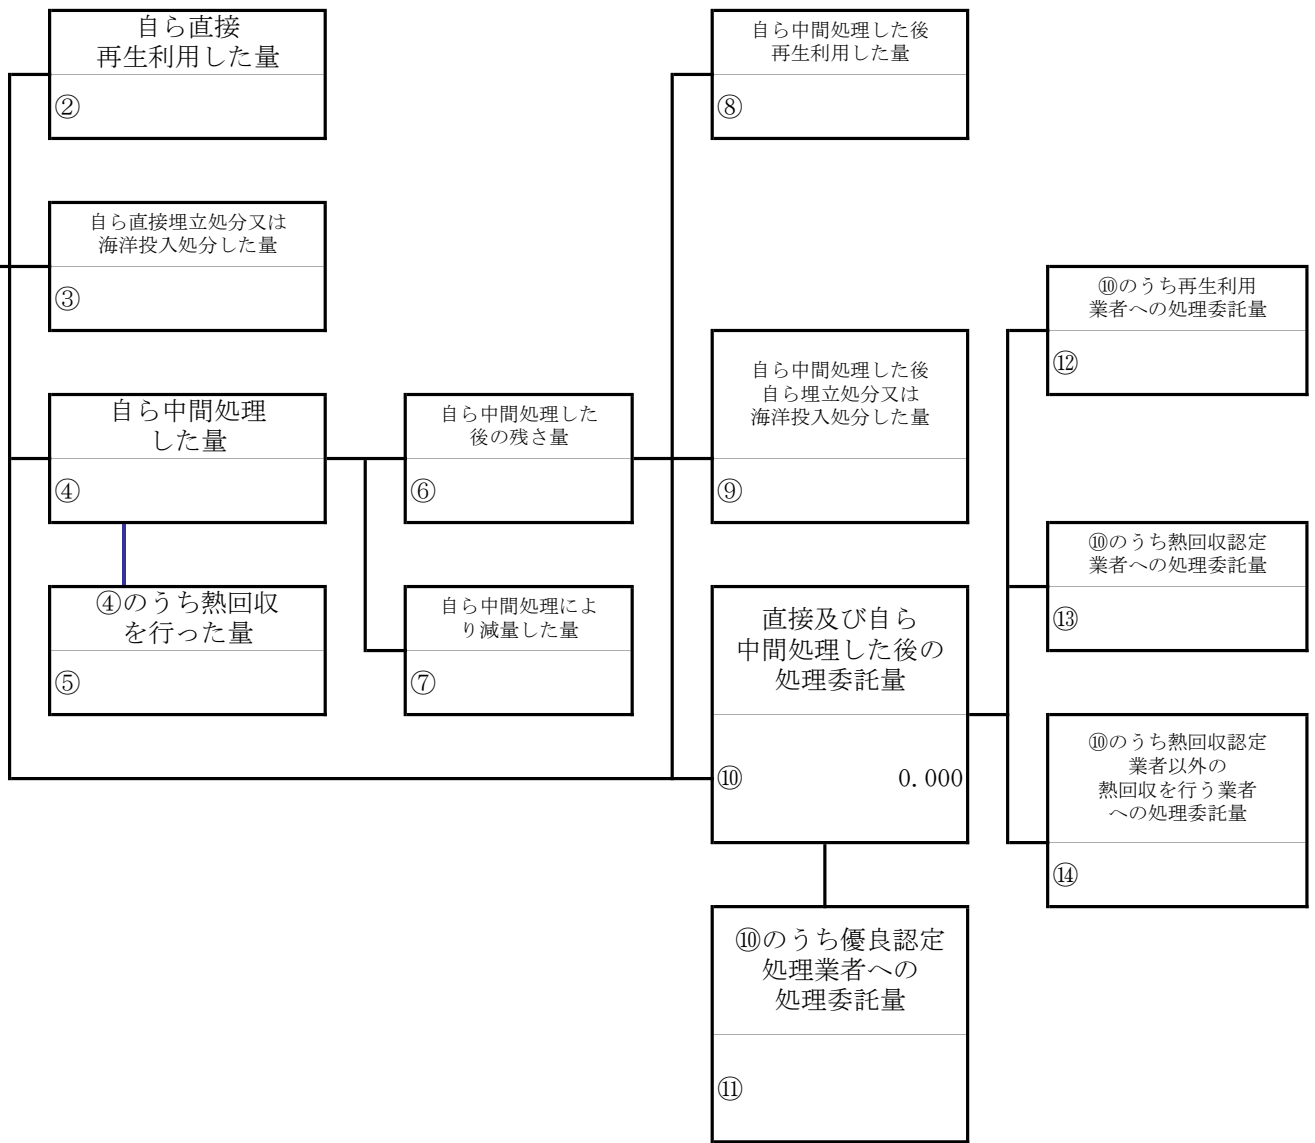 自ら直接
再生利用した量
②
自ら中間処理した後
再生利用した量
⑧
自ら直接埋立処分又は
海洋投入処分した量
③
⑩のうち再生利用
業者への処理委託量
⑫
自ら中間処理
した量
④
自ら中間処理した
後の残さ量
⑥
自ら中間処理した後
自ら埋立処分又は
海洋投入処分した量
⑨
⑩のうち熱回収認定
業者への処理委託量
⑬
④のうち熱回収
を行った量
⑤
自ら中間処理によ
り減量した量
⑦
直接及び自ら
中間処理した後の
処理委託量
⑩ 0.000
⑩のうち熱回収認定
業者以外の
熱回収を行う業者
への処理委託量
⑭
⑩のうち優良認定
処理業者への
処理委託量
⑪